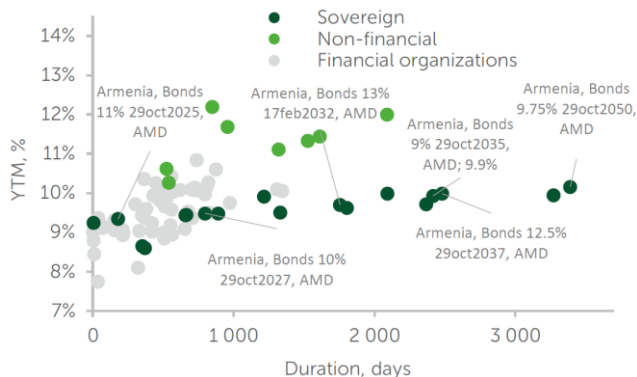 Sovereign
Non-financial
Financial organizations
YTM, %
14%
13%
12%
11%
10%
9%
8%
7%
Armenia, Bonds
11% 29oct2025,
AMD
Armenia, Bonds 13%
17feb2032, AMD
Armenia, Bonds
9.75% 29oct2050,
AMD
Armenia, Bonds
9% 29oct2035,
AMD; 9.9%
Armenia, Bonds 10%
29oct2027, AMD
Armenia, Bonds 12.5%
29oct2037, AMD
0
1 000
2 000
3 000
Duration, days